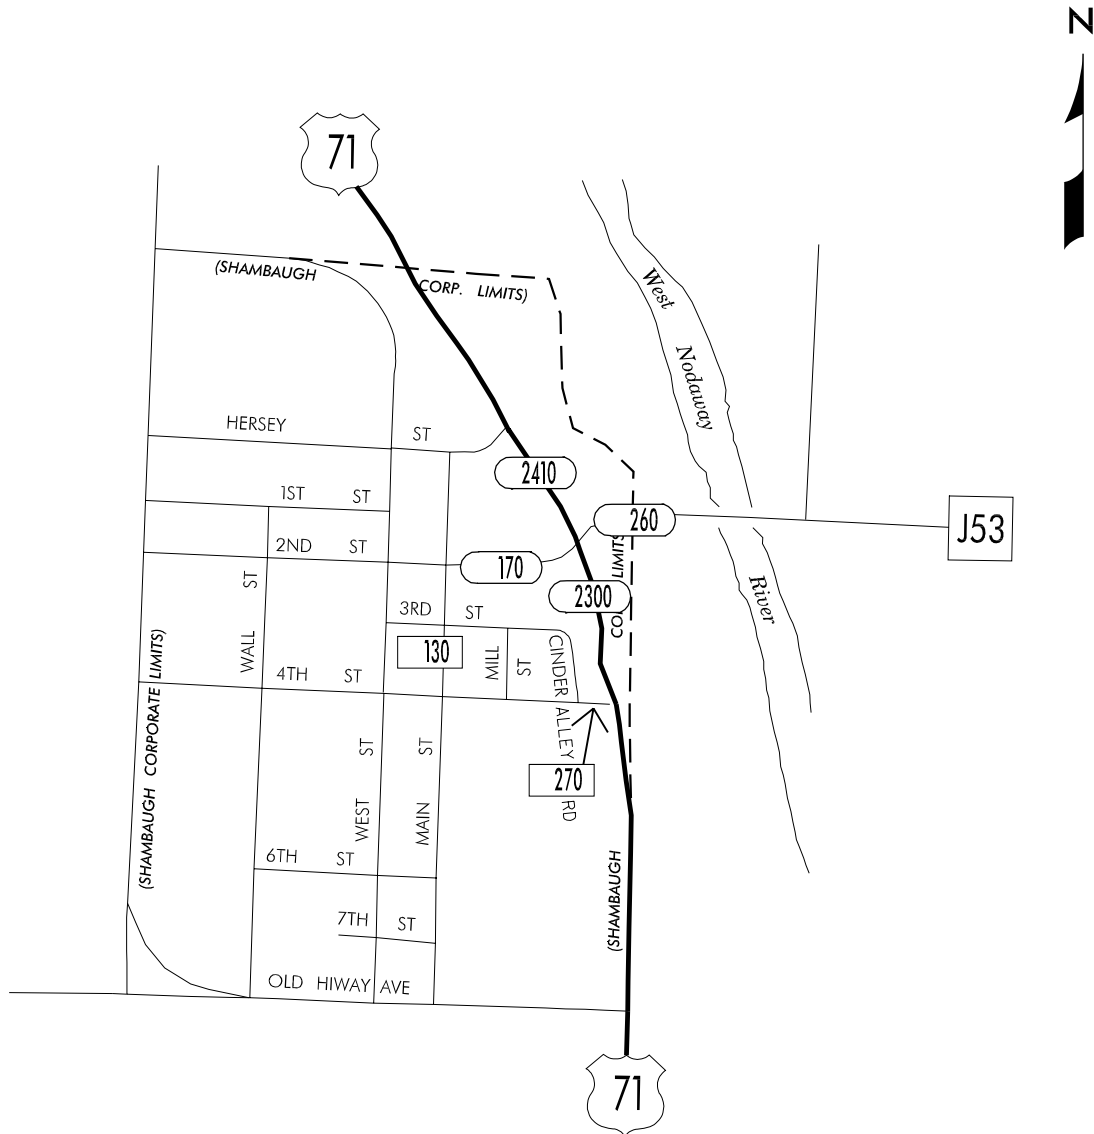 N
71
(SHAMBAUGH CORP. LIMITS)
West Nodaway River
HERSEY ST
2410
1ST ST
260
J53
2ND ST
170
2300
CO LIMITS
3RD ST
130
WALL ST
MILL ST
CINDER ALLEY RD
4TH ST
(SHAMBAUGH CORPORATE LIMITS)
WEST ST
MAIN ST
270
6TH ST
(SHAMBAUGH
7TH ST
OLD HIWAY AVE
71